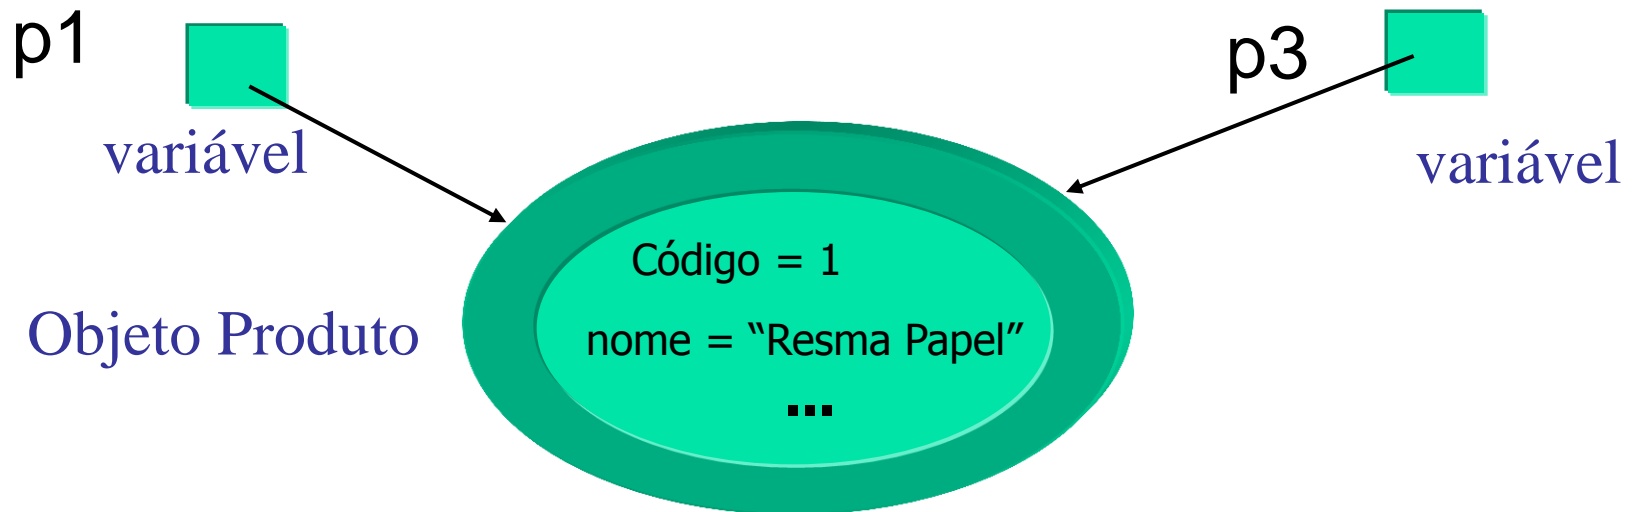 p1
p3
variável
variável
Código = 1
Objeto Produto
nome = “Resma Papel”
...